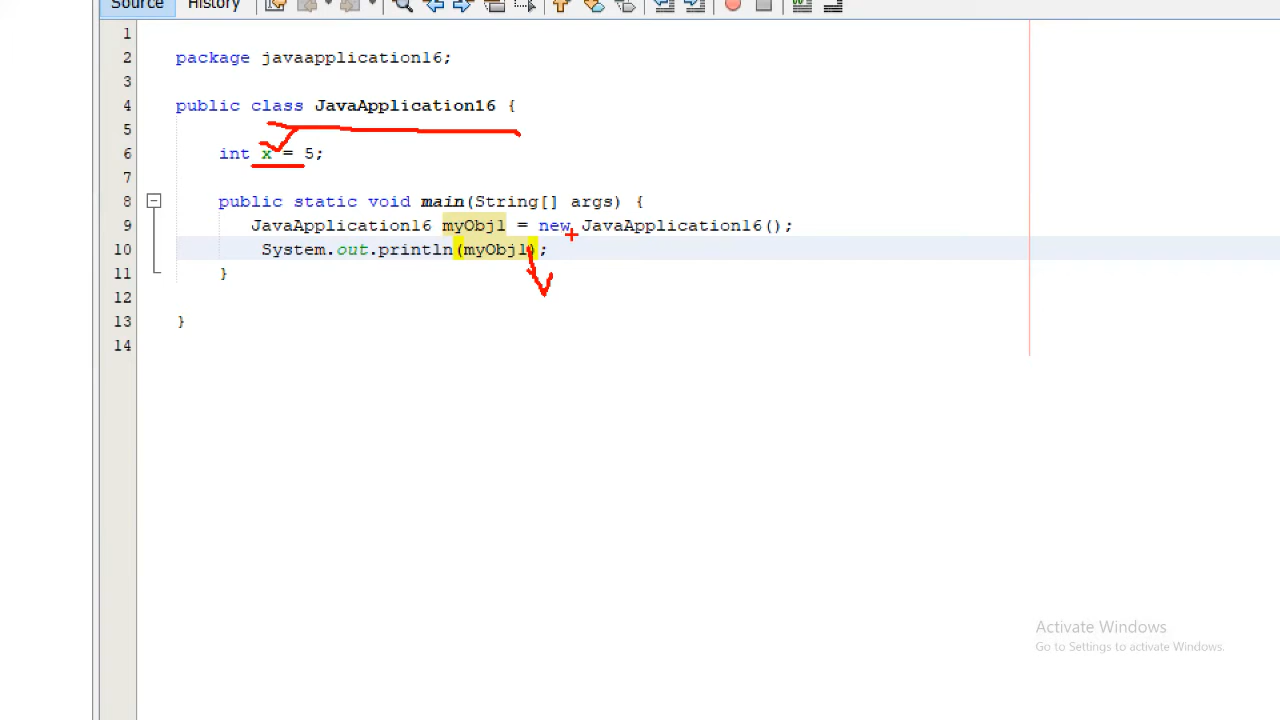 Source History
1
2 package javaapplication16;
3
4 public class JavaApplication16 {
5
6 int x = 5;
7
8 public static void main(String[] args) {
9 JavaApplication16 myObj1 = new JavaApplication16();
10 System.out.println(myObj1);
11 }
12
13 }
14
Activate Windows
Go to Settings to activate Windows.